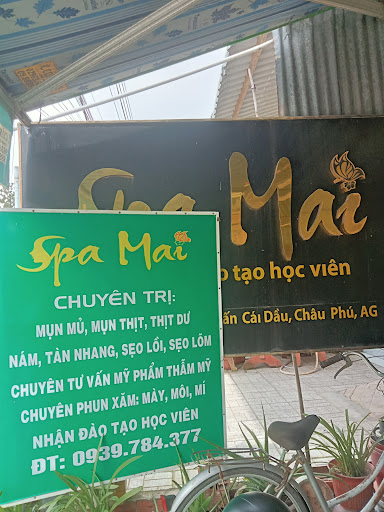 Spa Mai
tạo học viên
Cái Dầu, Châu Phú, AG
Spa Mai
CHUYÊN TRỊ:
MỤN MỦ, MỤN THỊT, THỊT DƯ
NÁM, TÀN NHANG, SẸO LỒI, SẸO LÕM
CHUYÊN TƯ VẤN MỸ PHẨM THẪM MỸ
CHUYÊN PHUN XĂM: MÀY, MÔI, MÍ
NHẬN ĐÀO TẠO HỌC VIÊN
ĐT: 0939.784.377